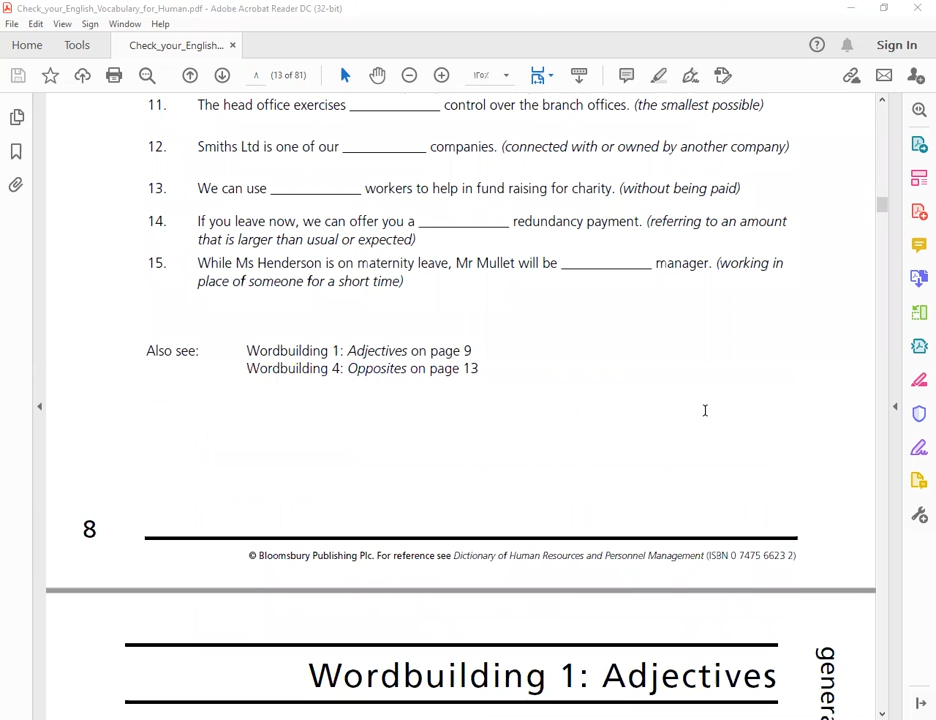 Check_your_English_Vocabulary_for_Human.pdf - Adobe Acrobat Reader DC (32-bit)
File Edit View Sign Window Help
Home Tools Check_your_English... × Sign In
(13 of 81)
11. The head office exercises ___________ control over the branch offices. (the smallest possible)
12. Smiths Ltd is one of our __________ companies. (connected with or owned by another company)
13. We can use ___________ workers to help in fund raising for charity. (without being paid)
14. If you leave now, we can offer you a ___________ redundancy payment. (referring to an amount
that is larger than usual or expected)
15. While Ms Henderson is on maternity leave, Mr Mullet will be ___________ manager. (working in
place of someone for a short time)
Also see: Wordbuilding 1: Adjectives on page 9
Wordbuilding 4: Opposites on page 13
8
© Bloomsbury Publishing Plc. For reference see Dictionary of Human Resources and Personnel Management (ISBN 0 7475 6623 2)
Wordbuilding 1: Adjectives